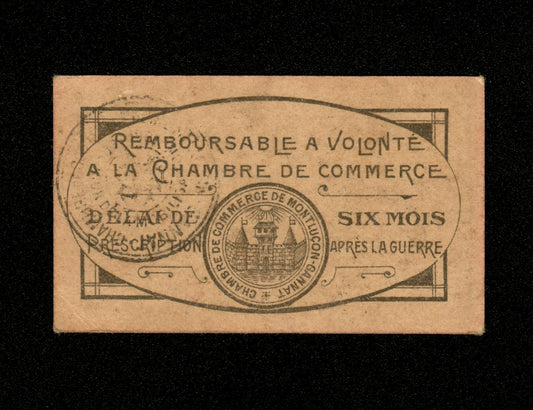 REMBOURSABLE A VOLONTÉ
A LA CHAMBRE DE COMMERCE
DÉLAI DE
PRESCRIPTION
SIX MOIS
APRÈS LA GUERRE
CHAMBRE DE COMMERCE DE MONTLUÇON-GANNAT